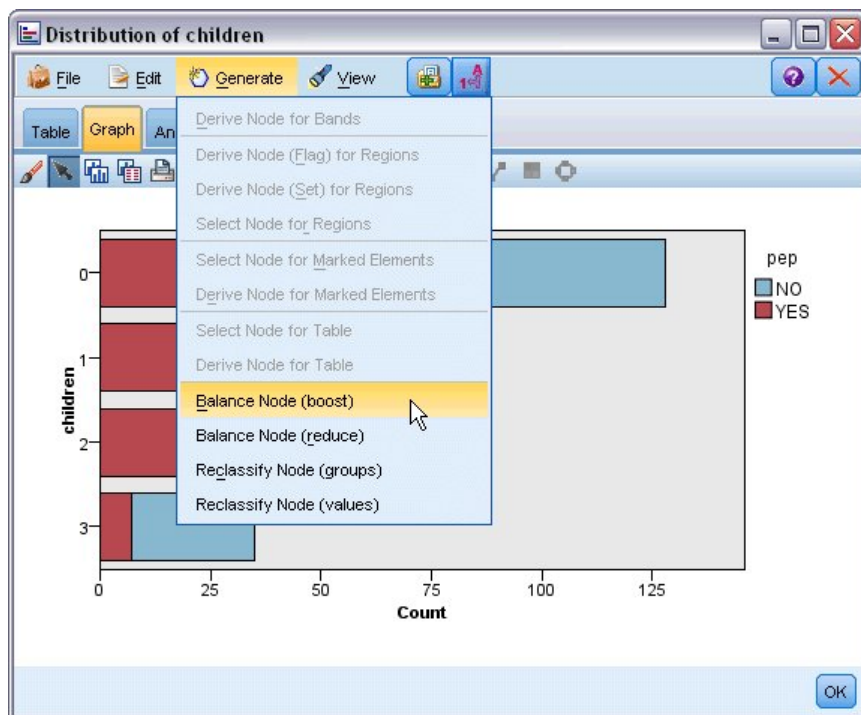 Distribution of children
File Edit Generate View
Table Graph An
Derive Node for Bands
Derive Node (Flag) for Regions
Derive Node (Set) for Regions
Select Node for Regions
Select Node for Marked Elements
Derive Node for Marked Elements
Select Node for Table
Derive Node for Table
Balance Node (boost)
Balance Node (reduce)
Reclassify Node (groups)
Reclassify Node (values)
children
0
1
2
3
0 25 50 75 100 125
Count
pep
NO
YES
OK